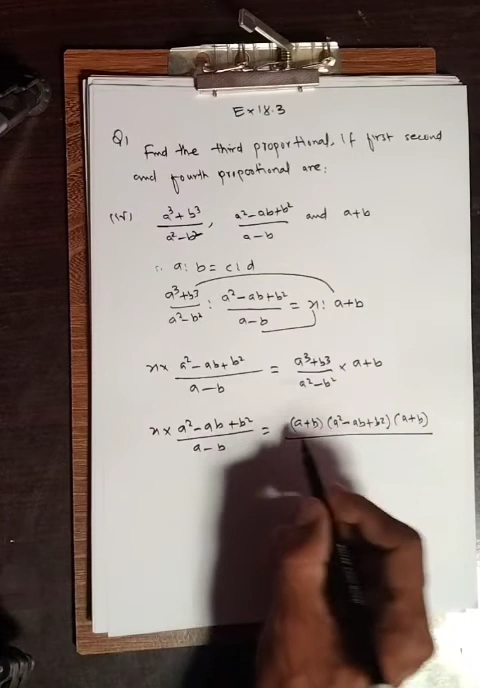 Ex 18.3
Q1 Find the third proportional, if first second
and fourth proportional are:
(iv) a³+b³/a²-b², a²-ab+b²/a-b and a+b
∴ a:b = c:d
a³+b3/a²-b² : a²-ab+b²/a-b = x: a+b
x× a²-ab+b²/a-b = a³+b3/a²-b² × a+b
x× a²-ab+b²/a-b = (a+b)(a²-ab+b²)(a+b)